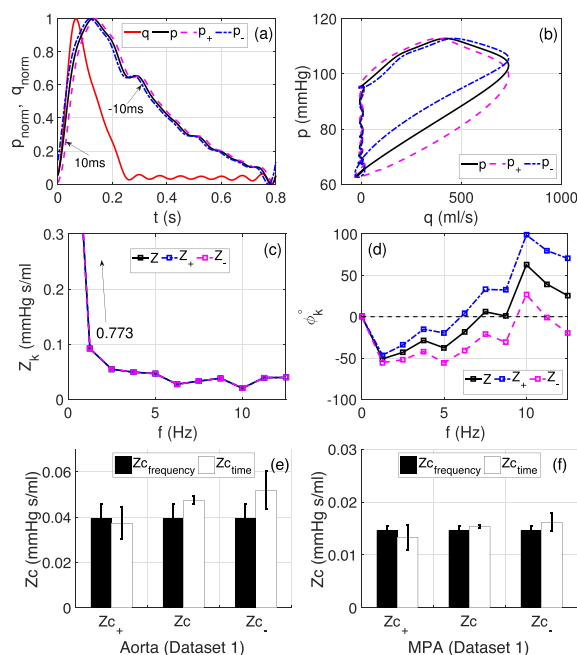 q p p₊ p₋ (a)
p_norm, q_norm
1
0.8
0.6
0.4
0.2
0
-10ms
10ms
0 0.2 0.4 0.6 0.8
t (s)
(b)
p (mmHg)
120
100
80
60
p p₊ p₋
0 500 1000
q (ml/s)
(c)
Z Z₊ Z₋
Z_k (mmHg s/ml)
0.3
0.2
0.1
0
0.773
0 5 10
f (Hz)
(d)
ϕ_k°
100
50
0
-50
-100
Z Z₊ Z₋
0 5 10
f (Hz)
Zc_frequency Zc_time (e)
Zc (mmHg s/ml)
0.06
0.04
0.02
0
Zc₊ Zc Zc₋
Aorta (Dataset 1)
Zc_frequency Zc_time (f)
Zc (mmHg s/ml)
0.03
0.02
0.01
0
Zc₊ Zc Zc₋
MPA (Dataset 1)